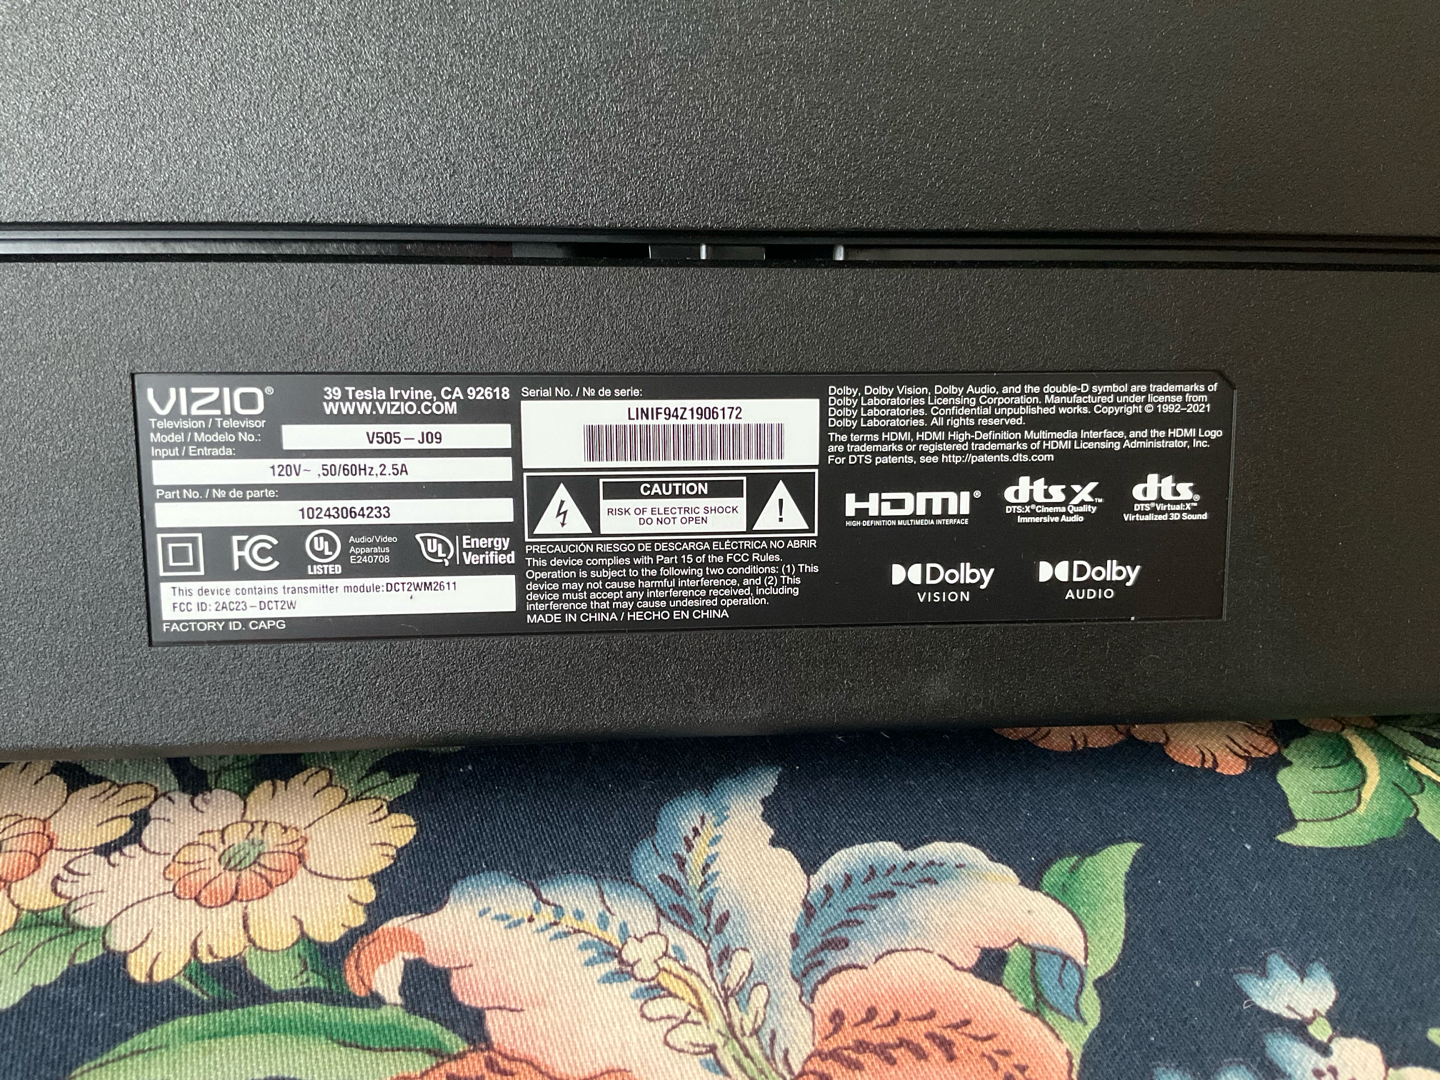 VIZIO®
39 Tesla Irvine, CA 92618
WWW.VIZIO.COM
Television / Televisor
Model / Modelo No.:
V505-J09
Input / Entrada:
120V~ ,50/60Hz,2.5A
Part No. / № de parte:
10243064233
FC
UL
LISTED
Audio/Video
Apparatus
E240708
UL
Energy
Verified
This device contains transmitter module:DCT2WM2611
FCC ID: 2AC23-DCT2W
FACTORY ID. CAPG
Serial No. / № de serie:
LINIF94Z1906172
CAUTION
RISK OF ELECTRIC SHOCK
DO NOT OPEN
PRECAUCIÓN RIESGO DE DESCARGA ELÉCTRICA NO ABRIR
This device complies with Part 15 of the FCC Rules.
Operation is subject to the following two conditions: (1) This
device may not cause harmful interference, and (2) This
device must accept any interference received, including
interference that may cause undesired operation.
MADE IN CHINA / HECHO EN CHINA
Dolby, Dolby Vision, Dolby Audio, and the double-D symbol are trademarks of
Dolby Laboratories Licensing Corporation. Manufactured under license from
Dolby Laboratories. Confidential unpublished works. Copyright © 1992–2021
Dolby Laboratories. All rights reserved.
The terms HDMI, HDMI High-Definition Multimedia Interface, and the HDMI Logo
are trademarks or registered trademarks of HDMI Licensing Administrator, Inc.
For DTS patents, see http://patents.dts.com
HDMI®
HIGH-DEFINITION MULTIMEDIA INTERFACE
dts x™
DTS:X® Cinema Quality
Immersive Audio
dts®
DTS® Virtual:X™
Virtualized 3D Sound
Dolby
VISION
Dolby
AUDIO